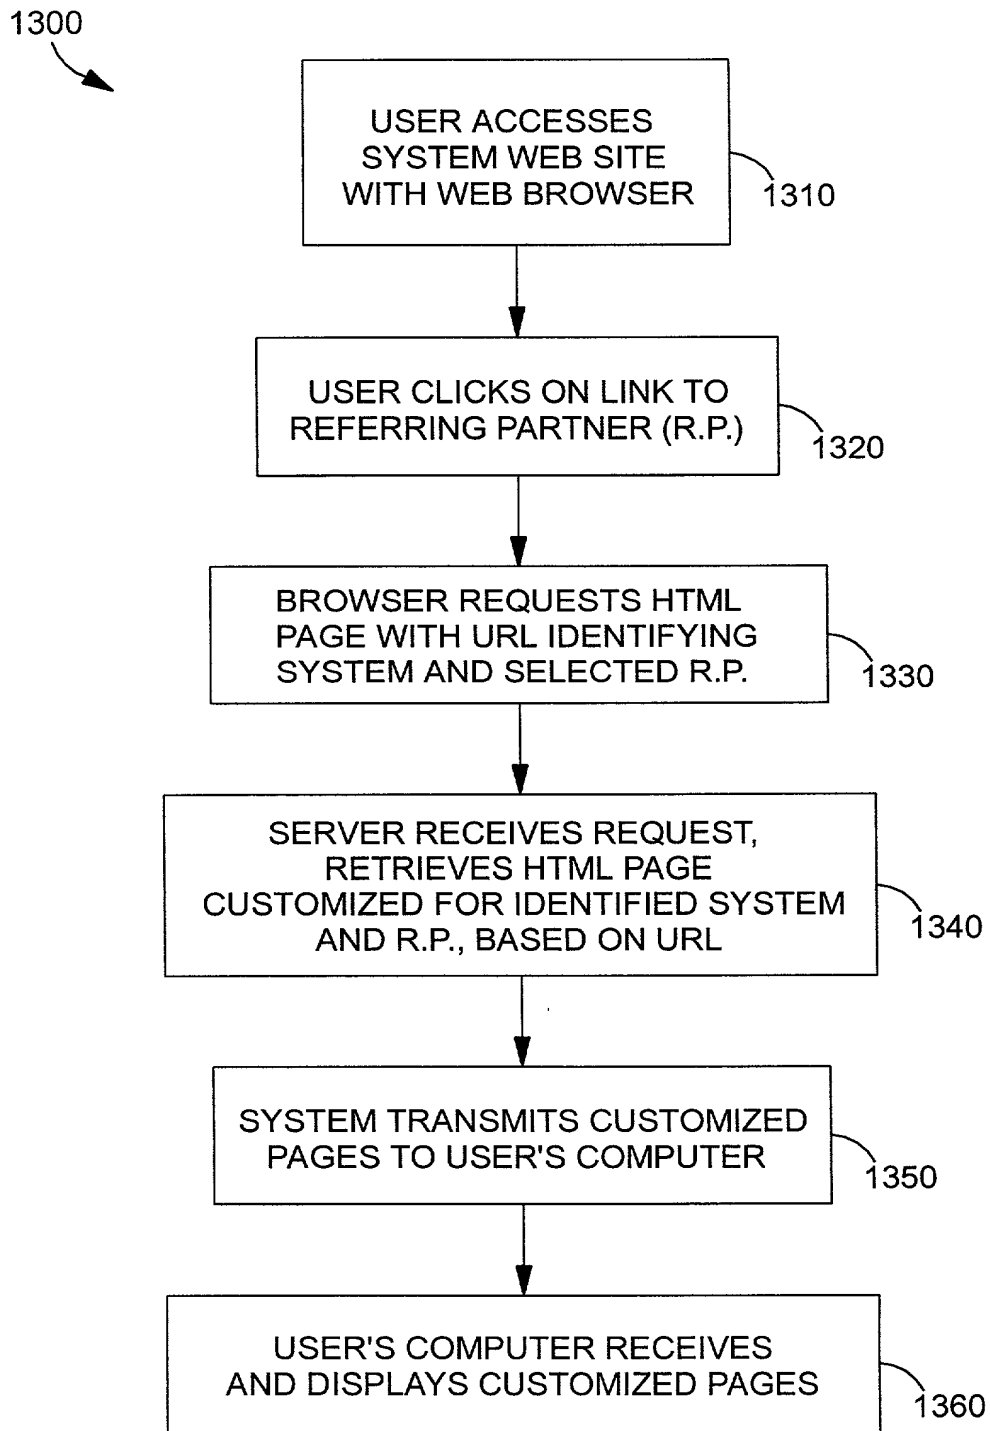 1300
USER ACCESSES
SYSTEM WEB SITE
WITH WEB BROWSER
1310
USER CLICKS ON LINK TO
REFERRING PARTNER (R.P.)
1320
BROWSER REQUESTS HTML
PAGE WITH URL IDENTIFYING
SYSTEM AND SELECTED R.P.
1330
SERVER RECEIVES REQUEST,
RETRIEVES HTML PAGE
CUSTOMIZED FOR IDENTIFIED SYSTEM
AND R.P., BASED ON URL
1340
SYSTEM TRANSMITS CUSTOMIZED
PAGES TO USER'S COMPUTER
1350
USER'S COMPUTER RECEIVES
AND DISPLAYS CUSTOMIZED PAGES
1360